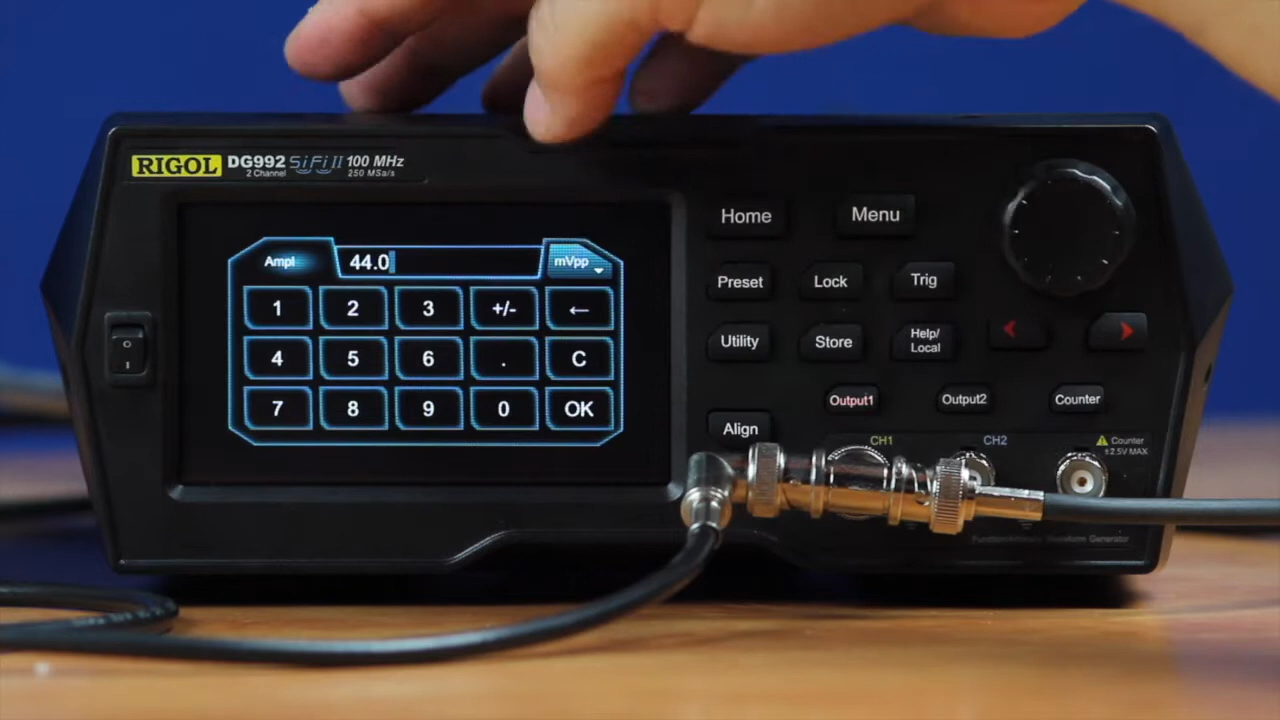 RIGOL DG992 SiFi II 100 MHz
2 Channel 250 MSa/s
Ampl 44.0 mVpp
1 2 3 +/- ←
4 5 6 . C
7 8 9 0 OK
O
I
Home Menu
Preset Lock Trig
Utility Store Help/
Local
Output1 Output2 Counter
Align
CH1 CH2 Counter
±2.5V MAX
Generator